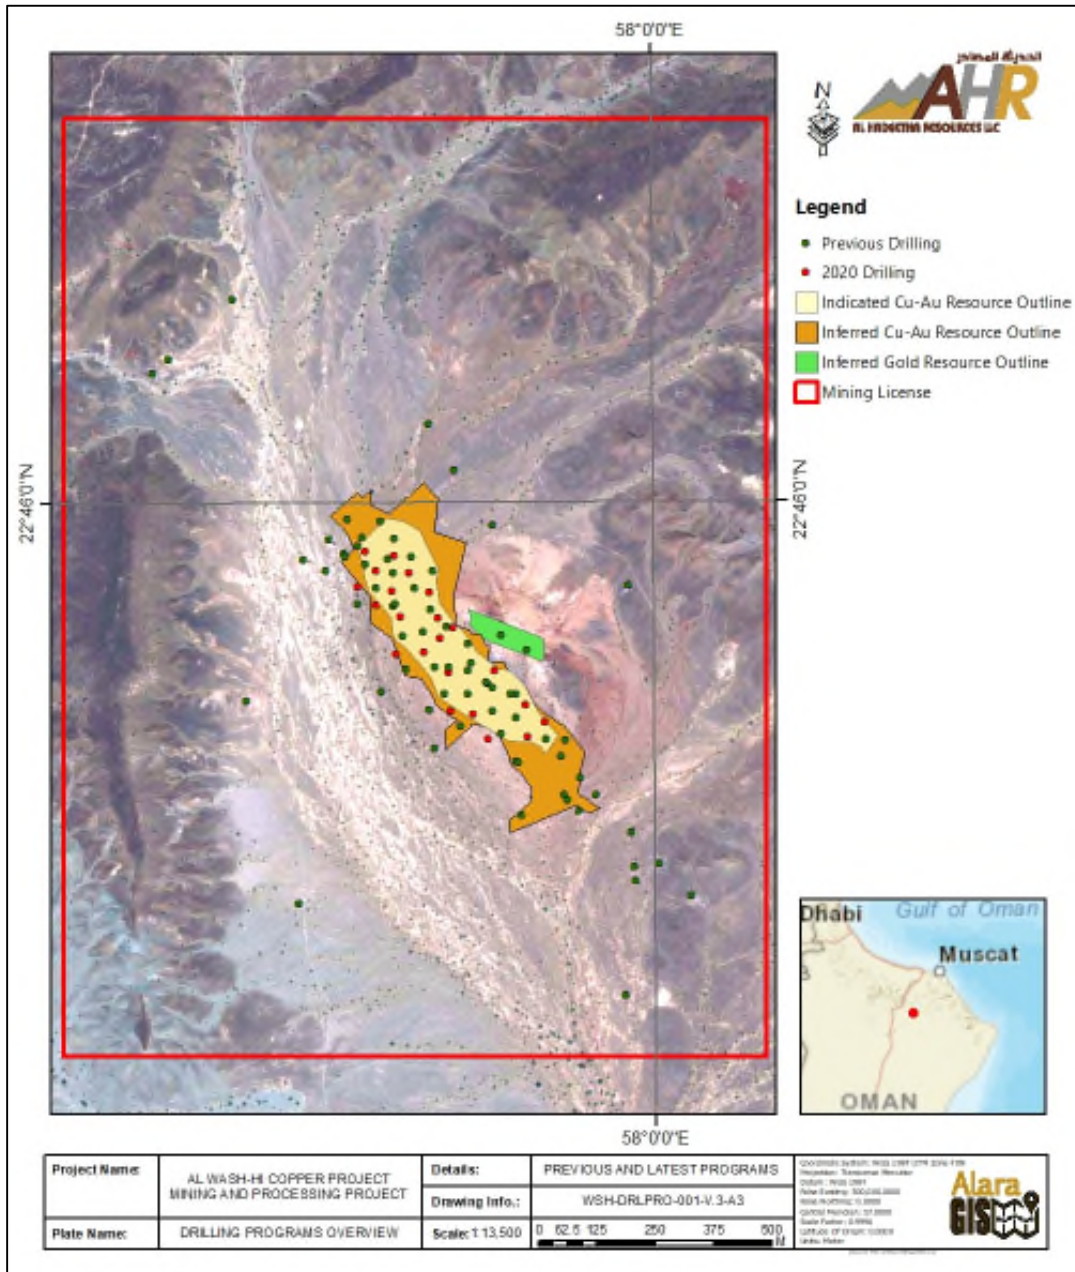 58°0'0"E
N
الحديثة للمصادر
AHR
AL HADEETHA RESOURCES LLC
Legend
Previous Drilling
2020 Drilling
Indicated Cu-Au Resource Outline
Inferred Cu-Au Resource Outline
Inferred Gold Resource Outline
Mining License
22°46'0"N
22°46'0"N
Dhabi
Gulf of Oman
Muscat
OMAN
58°0'0"E
Project Name:
AL WASH-HI COPPER PROJECT
MINING AND PROCESSING PROJECT
Details:
PREVIOUS AND LATEST PROGRAMS
Drawing Info.:
WSH-DRLPRO-001-V.3-A3
Plate Name:
DRILLING PROGRAMS OVERVIEW
Scale: 1:13,500
0 62.5 125 250 375 500
M
Units: Meter
Alara
GIS